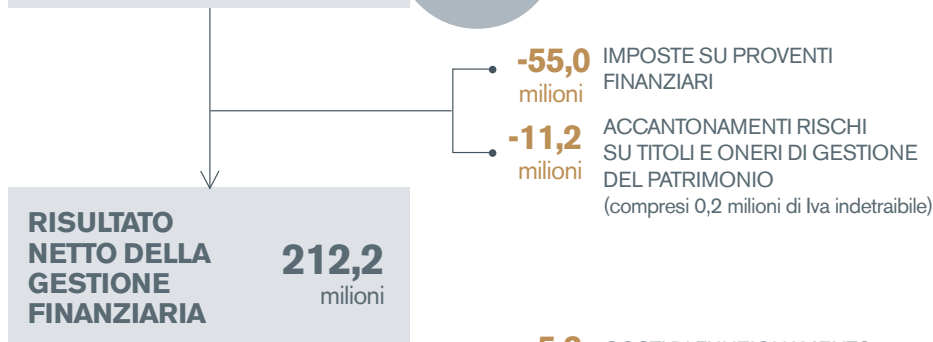 -55,0
milioni
IMPOSTE SU PROVENTI
FINANZIARI
-11,2
milioni
ACCANTONAMENTI RISCHI
SU TITOLI E ONERI DI GESTIONE
DEL PATRIMONIO
(compresi 0,2 milioni di Iva indetraibile)
RISULTATO
NETTO DELLA
GESTIONE
FINANZIARIA
212,2
milioni